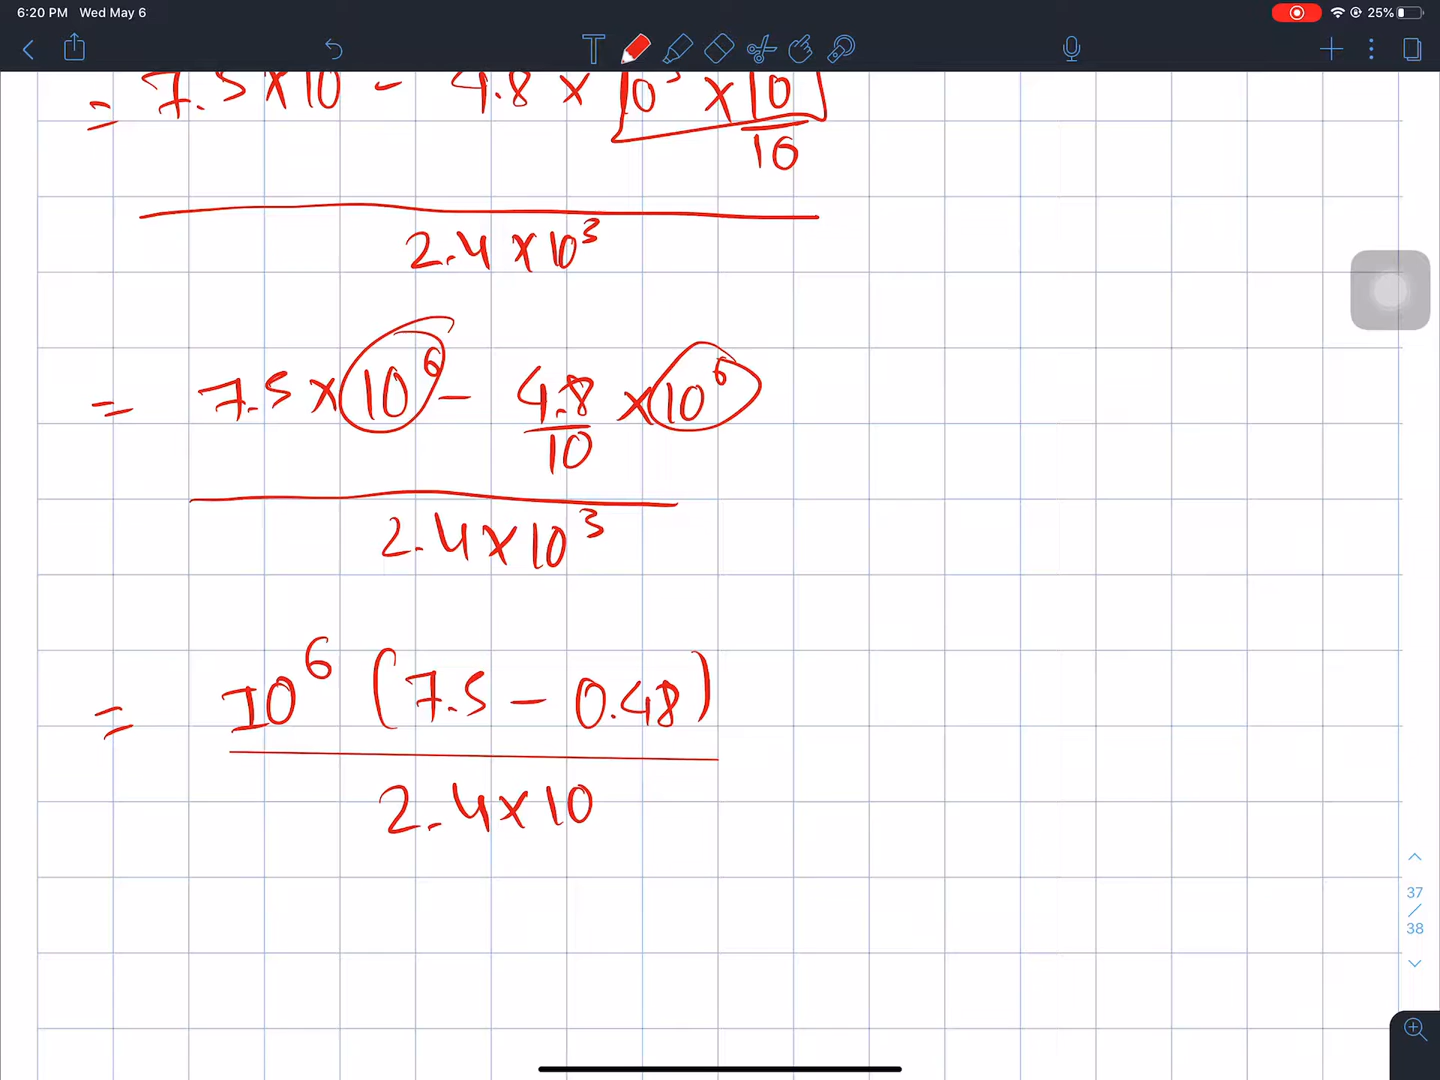 6:20 PM Wed May 6 25%
T
= 7.5 × 10 - 4.8 × 10 × 10
10
2.4 × 10³
= 7.5 × 10⁶ - 4.8 × 10⁶
10
2.4 × 10³
= 10⁶ (7.5 - 0.48)
2.4 × 10
37
/
38